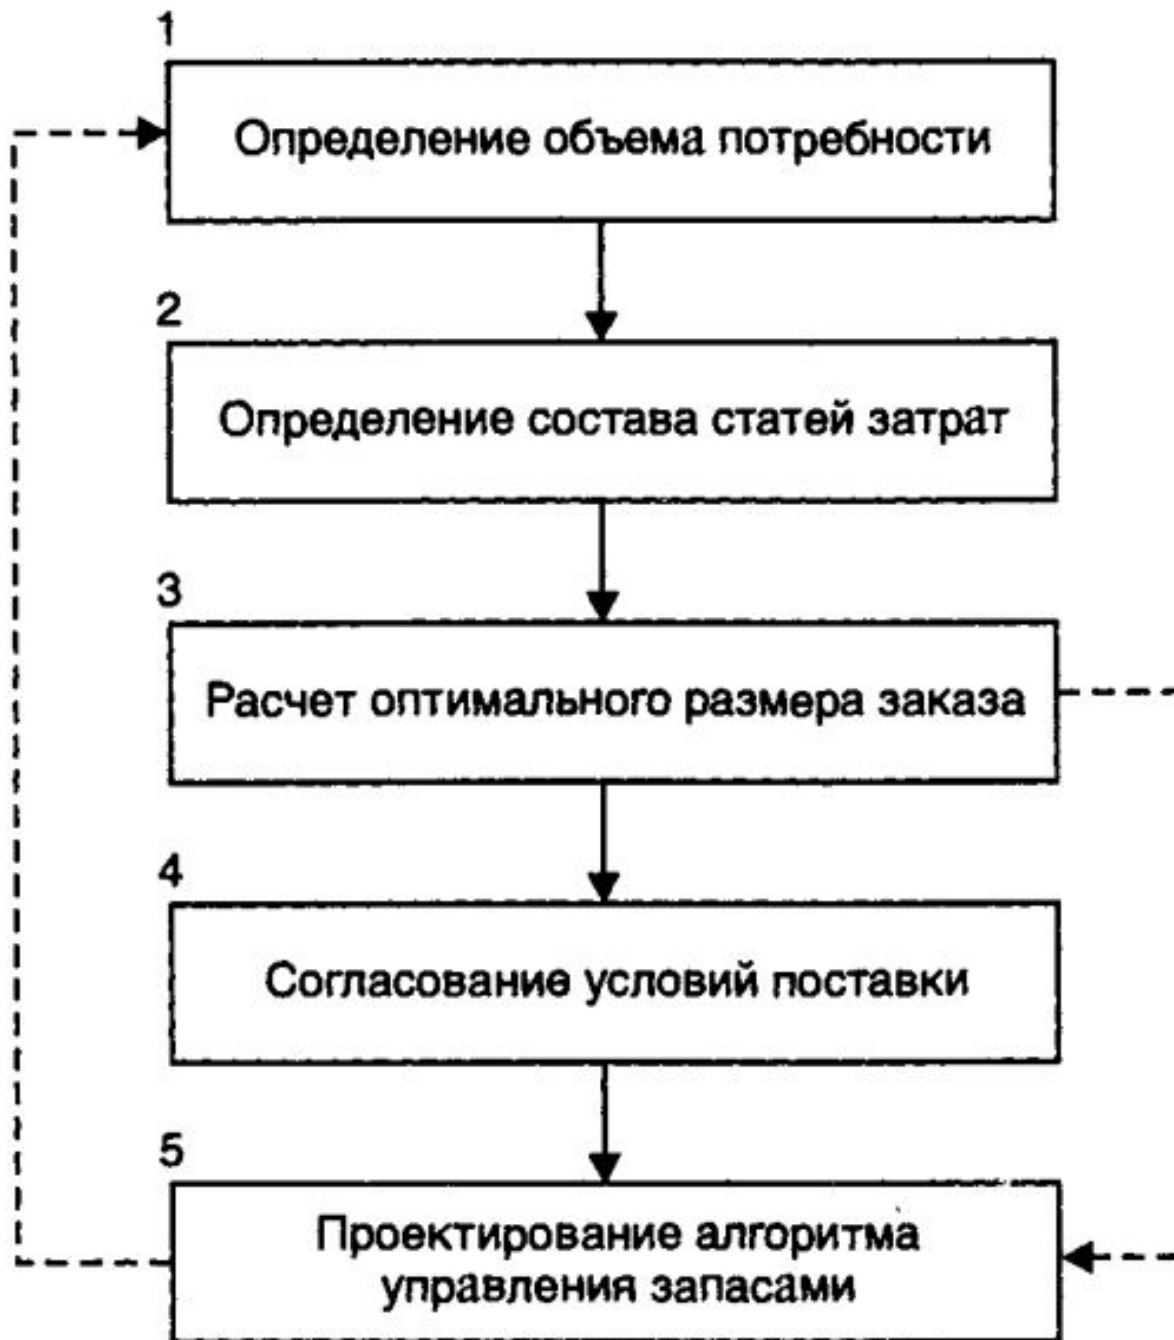 1
Определение объема потребности
2
Определение состава статей затрат
3
Расчет оптимального размера заказа
4
Согласование условий поставки
5
Проектирование алгоритма
управления запасами